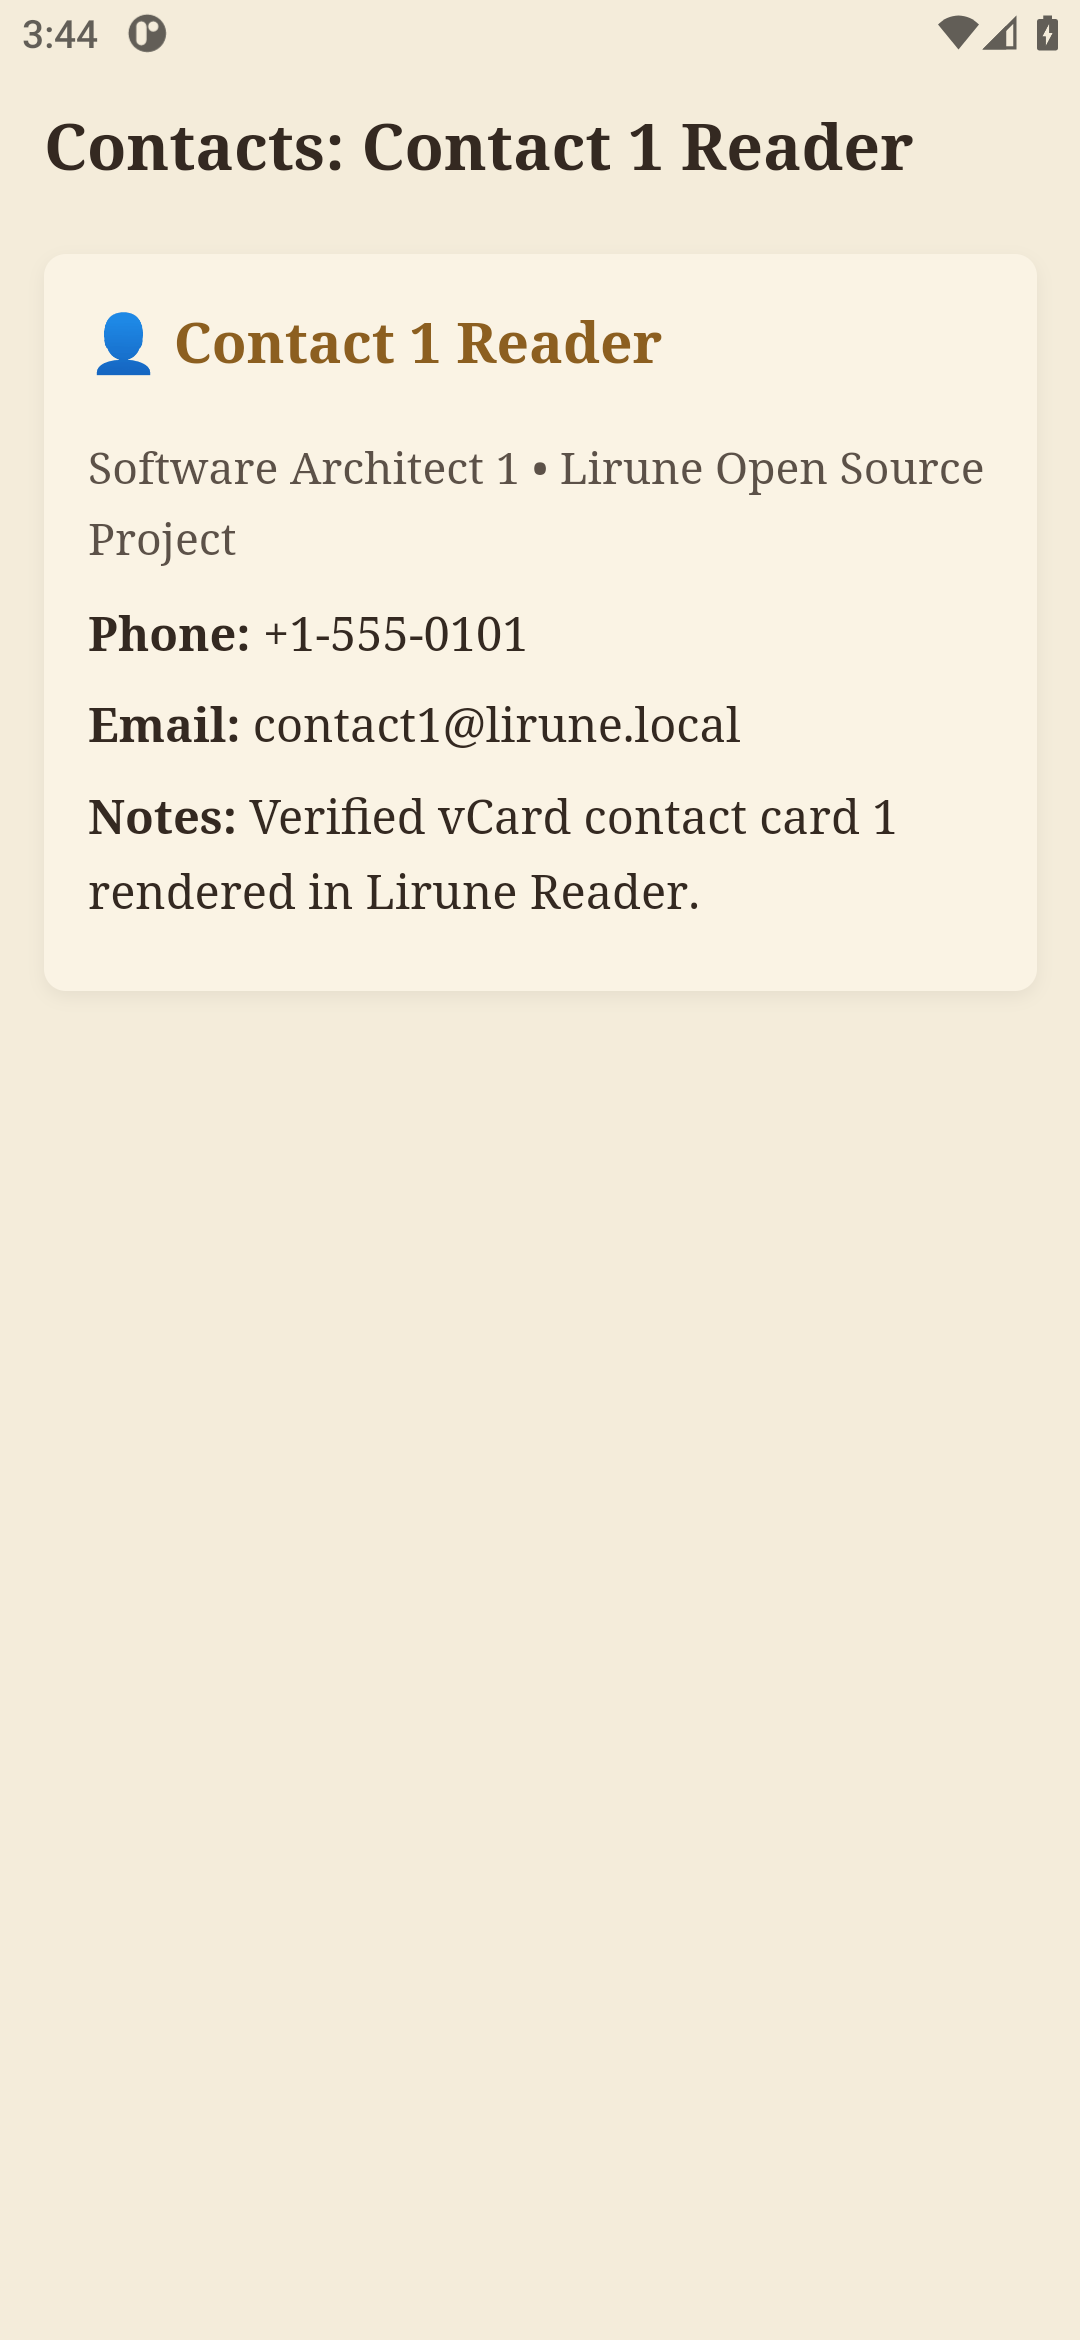 3:44
Contacts: Contact 1 Reader
👤 Contact 1 Reader
Software Architect 1 • Lirune Open Source
Project
Phone: +1-555-0101
Email: contact1@lirune.local
Notes: Verified vCard contact card 1
rendered in Lirune Reader.